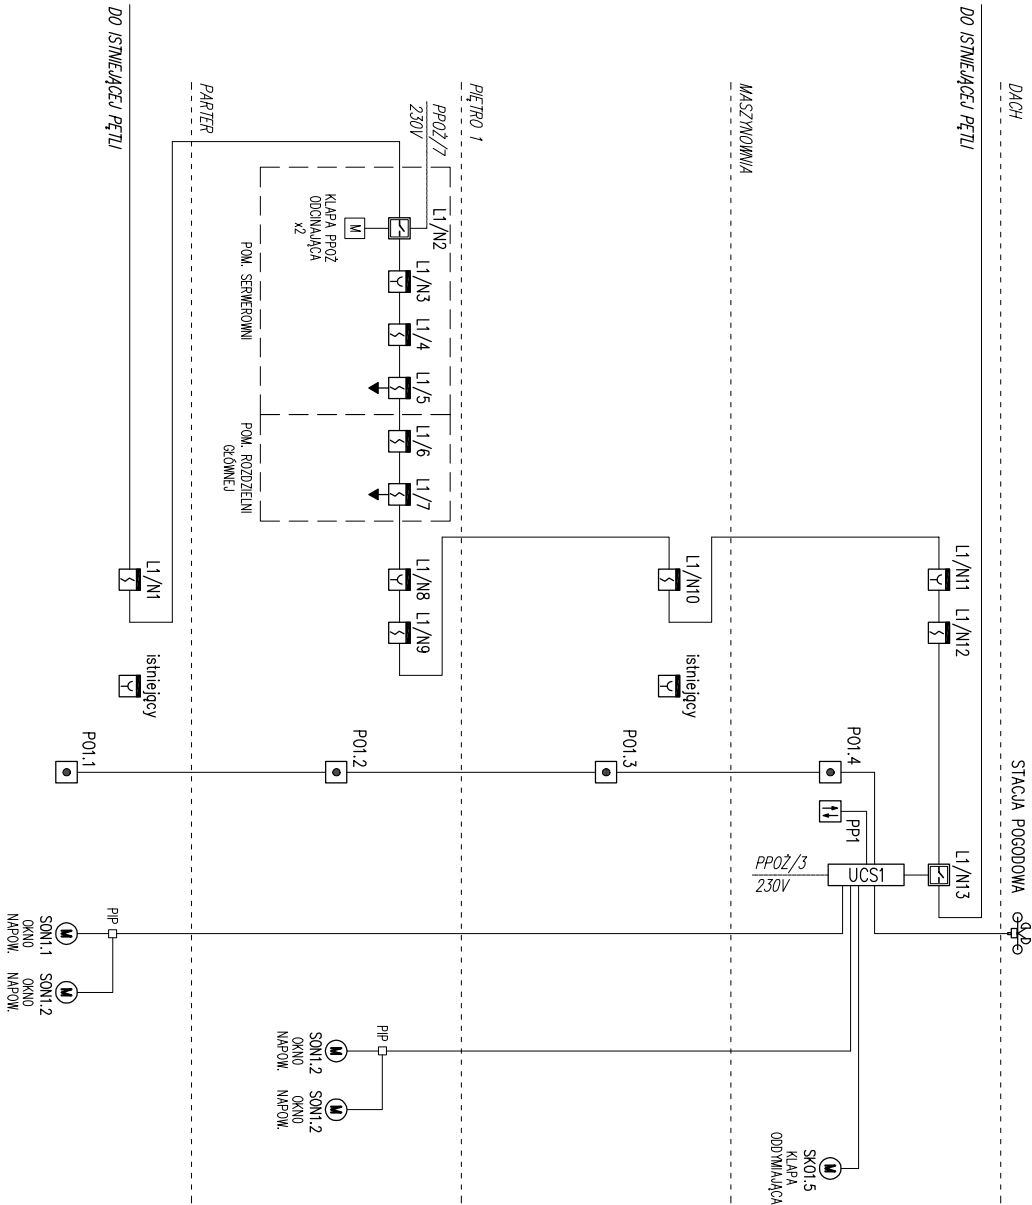 DACH
DO ISTNIEJĄCEJ PĘTLI
STACJA POGODOWA
MASZYNOWNIA
L1/N11
L1/N12
L1/N13
PO1.4
PP1
UCS1
PPOŻ/3
230V
SKO1.5
KLAPA
ODDYMIAJĄCA
PIĘTRO 1
L1/N10
istniejący
PO1.3
PPOŻ/7
230V
L1/N2
L1/N3
L1/4
L1/5
L1/6
L1/7
L1/N8
L1/N9
M
KLAPA PPOŻ
ODCINAJĄCA
x2
POM. SERWEROWNI
POM. ROZDZIELNI
GŁÓWNEJ
PO1.2
PIP
M
SON1.2
OKNO
NAPOW.
M
SON1.2
OKNO
NAPOW.
M
PARTER
DO ISTNIEJĄCEJ PĘTLI
L1/N1
istniejący
PO1.1
PIP
M
SON1.1
OKNO
NAPOW.
M
SON1.2
OKNO
NAPOW.